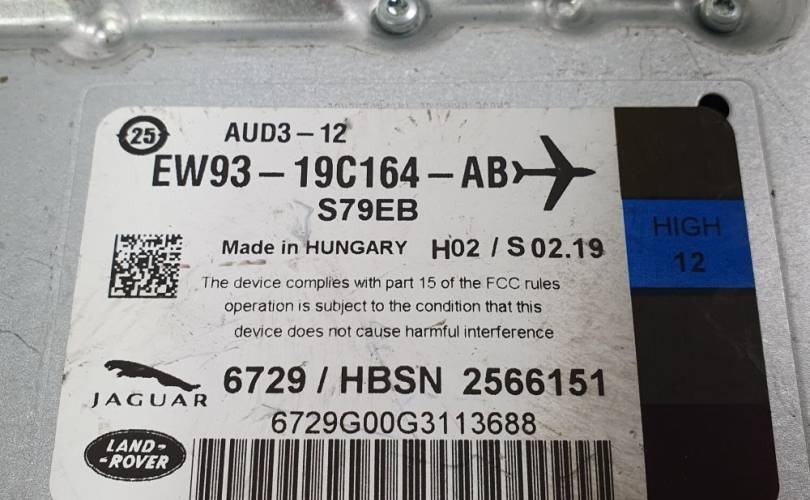 25
AUD3-12
EW93-19C164-AB
S79EB
Made in HUNGARY H02 / S 02.19
HIGH
12
The device complies with part 15 of the FCC rules
operation is subject to the condition that this
device does not cause harmful interference
JAGUAR
6729 / HBSN 2566151
6729G00G3113688
LAND-
-ROVER